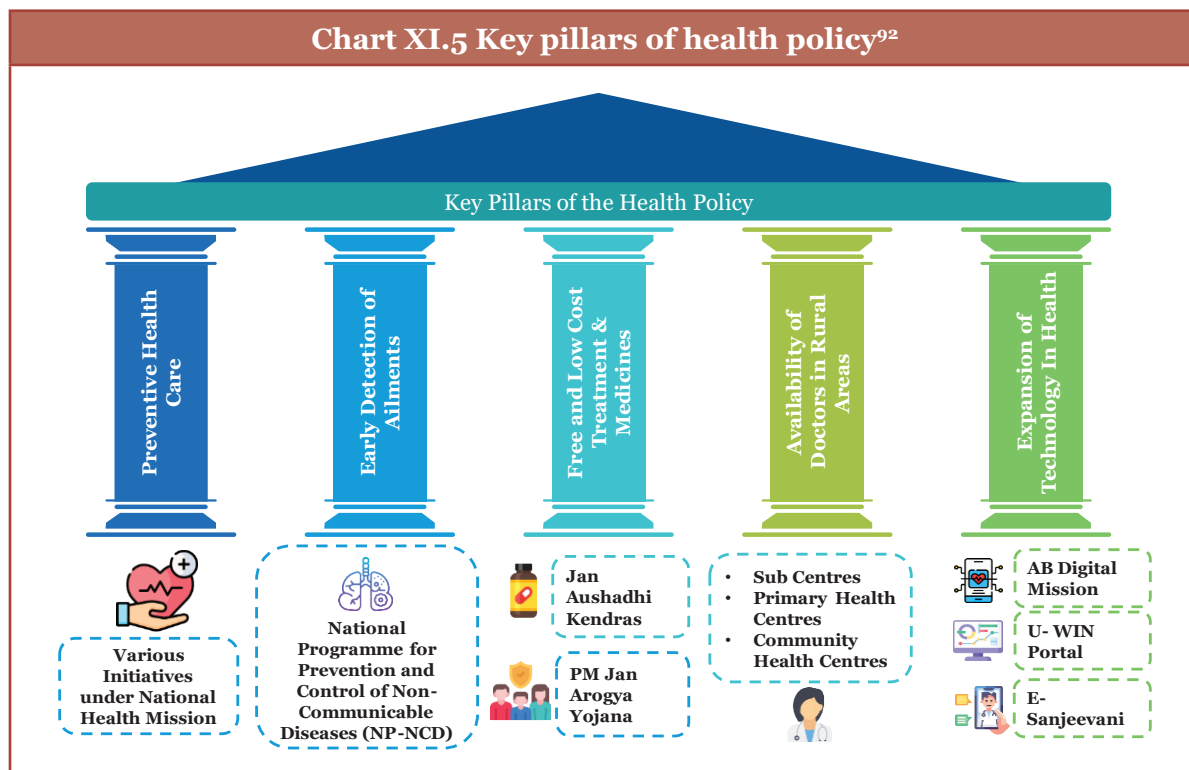 Chart XI.5 Key pillars of health policy⁹²
Key Pillars of the Health Policy
Preventive Health
Care
Early Detection of
Ailments
Free and Low Cost
Treatment &
Medicines
Availability of
Doctors in Rural
Areas
Expansion of
Technology In Health
Various
Initiatives
under National
Health Mission
National
Programme for
Prevention and
Control of Non-
Communicable
Diseases (NP-NCD)
Jan
Aushadhi
Kendras
PM Jan
Arogya
Yojana
• Sub Centres
• Primary Health
Centres
• Community
Health Centres
AB Digital
Mission
U- WIN
Portal
E-
Sanjeevani